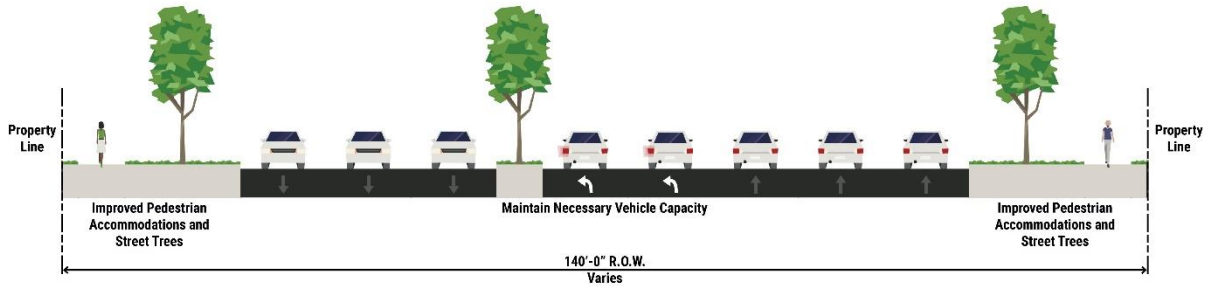 Property
Line
Property
Line
Improved Pedestrian
Accommodations and
Street Trees
Maintain Necessary Vehicle Capacity
Improved Pedestrian
Accommodations and
Street Trees
140'-0" R.O.W.
Varies